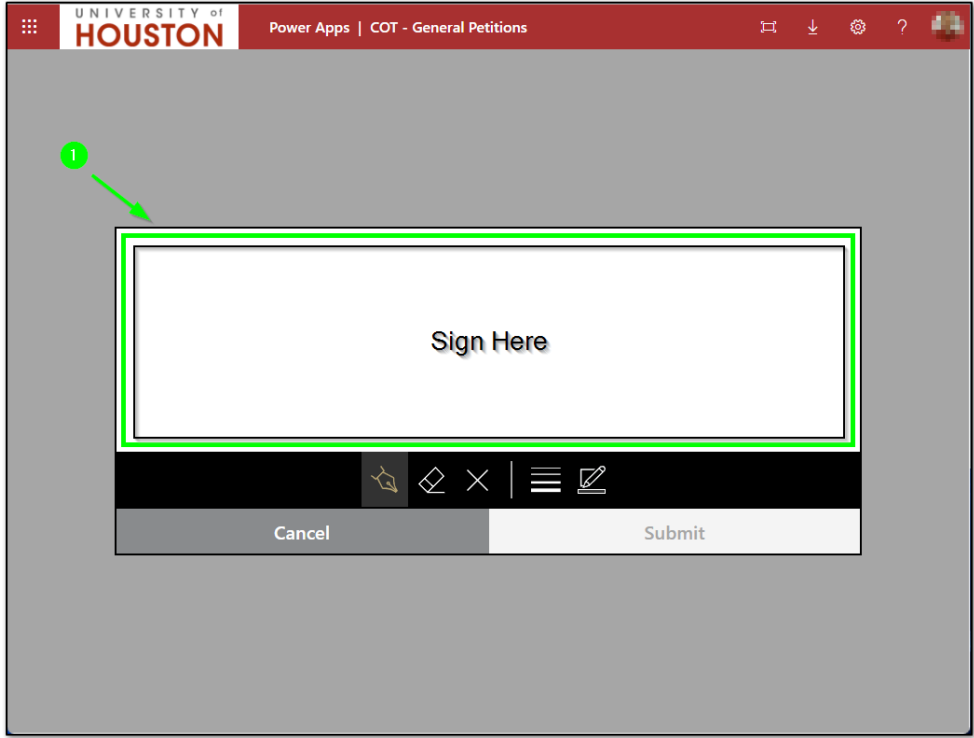 UNIVERSITY of
HOUSTON
Power Apps | COT - General Petitions
?
1
Sign Here
Cancel
Submit